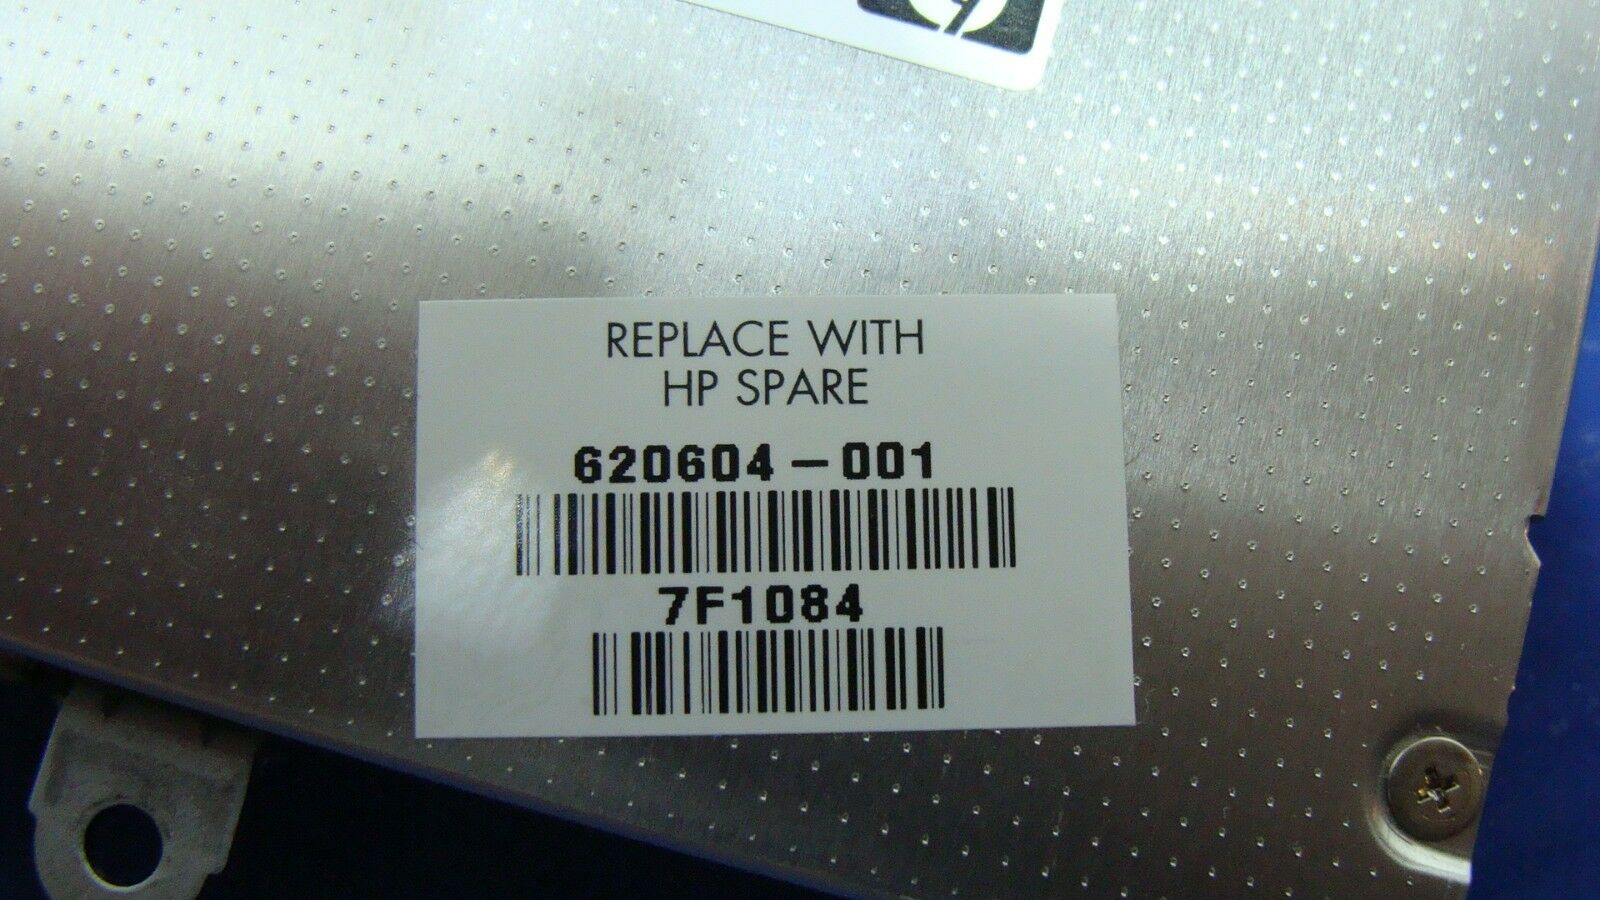 REPLACE WITH
HP SPARE
620604-001
7F1084